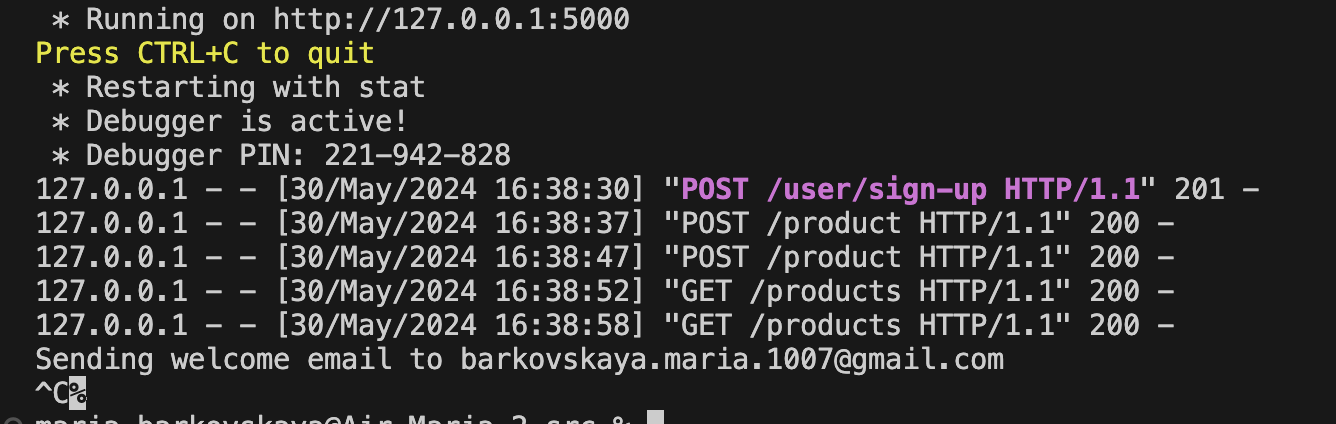 * Running on http://127.0.0.1:5000
Press CTRL+C to quit
* Restarting with stat
* Debugger is active!
* Debugger PIN: 221-942-828
127.0.0.1 - - [30/May/2024 16:38:30] "POST /user/sign-up HTTP/1.1" 201 -
127.0.0.1 - - [30/May/2024 16:38:37] "POST /product HTTP/1.1" 200 -
127.0.0.1 - - [30/May/2024 16:38:47] "POST /product HTTP/1.1" 200 -
127.0.0.1 - - [30/May/2024 16:38:52] "GET /products HTTP/1.1" 200 -
127.0.0.1 - - [30/May/2024 16:38:58] "GET /products HTTP/1.1" 200 -
Sending welcome email to barkovskaya.maria.1007@gmail.com
^C%
maria.barkovskaya@Air-Maria-2 src %